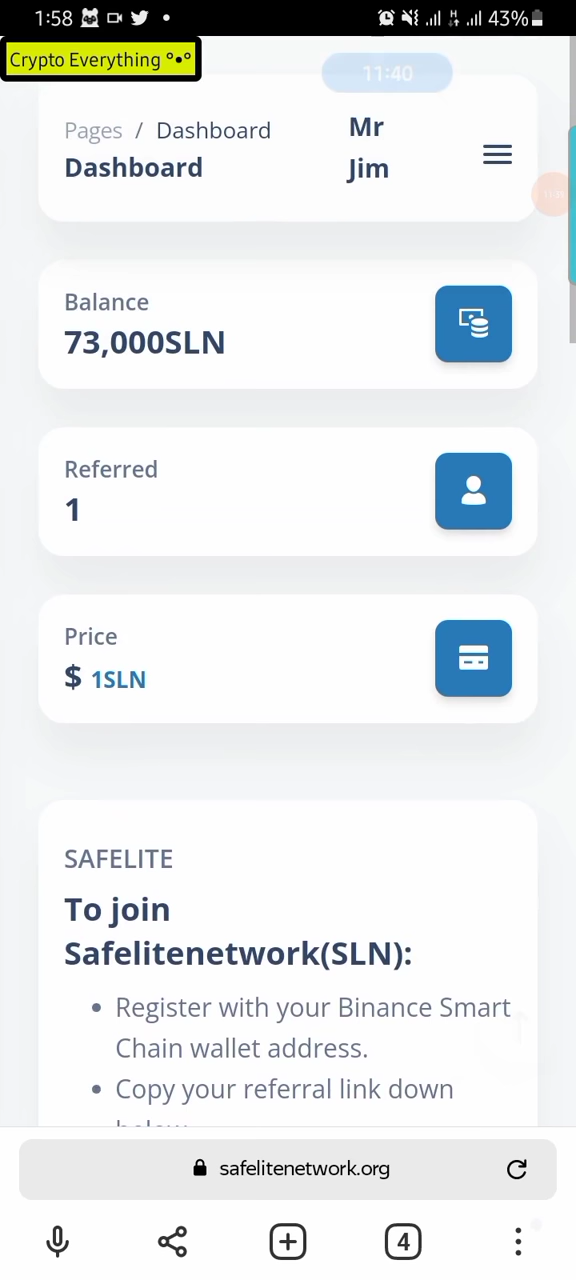 1:58
43%
Crypto Everything °•°
11:40
Pages / Dashboard
Dashboard
Mr
Jim
Balance
73,000SLN
Referred
1
Price
$ 1SLN
SAFELITE
To join
Safelitenetwork(SLN):
• Register with your Binance Smart
Chain wallet address.
• Copy your referral link down
safelitenetwork.org
4